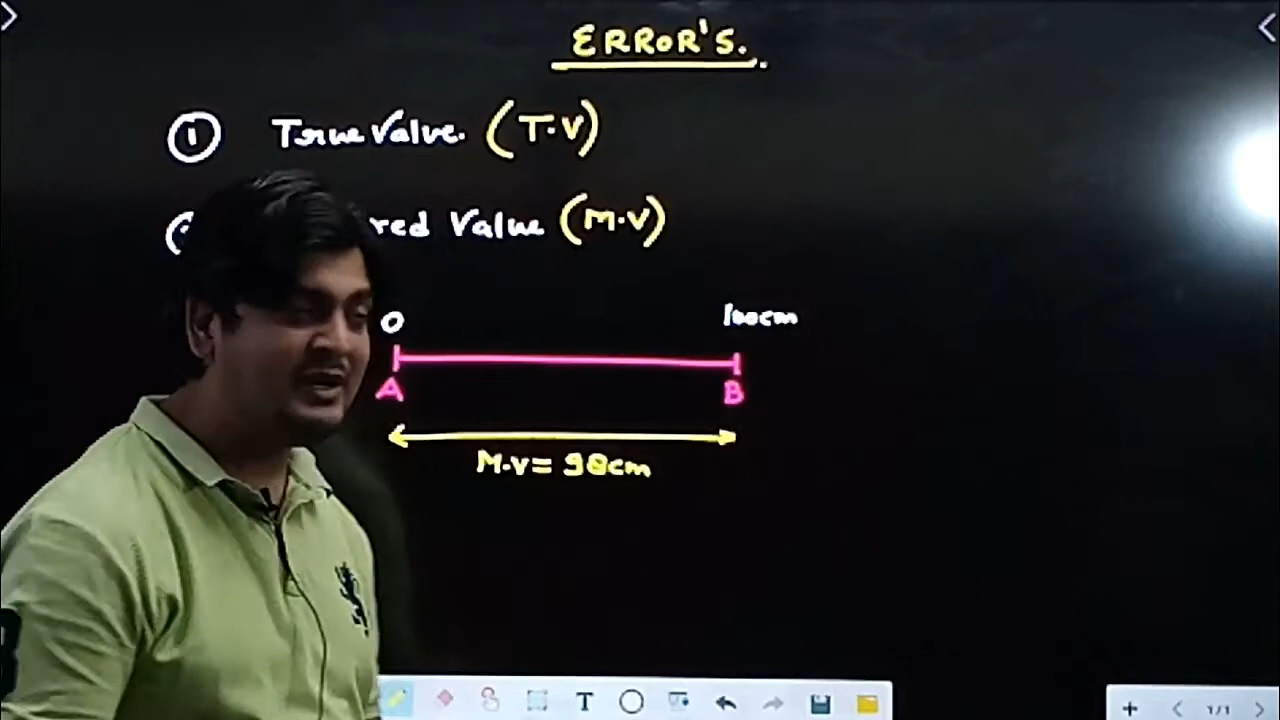 ERROR'S.
① True Value. (T.V)
red Value (M.V)
0 100cm
A B
M.V = 98cm
T
1/1